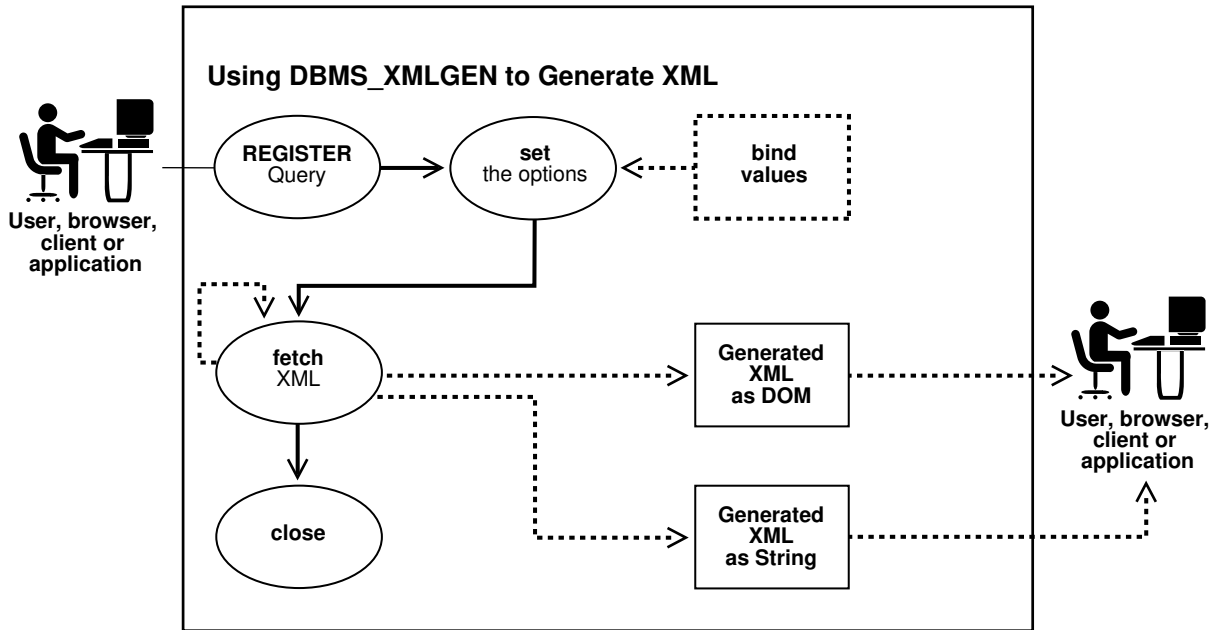 Using DBMS_XMLGEN to Generate XML
REGISTER
Query
set
the options
bind
values
User, browser,
client or
application
fetch
XML
Generated
XML
as DOM
User, browser,
client or
application
close
Generated
XML
as String